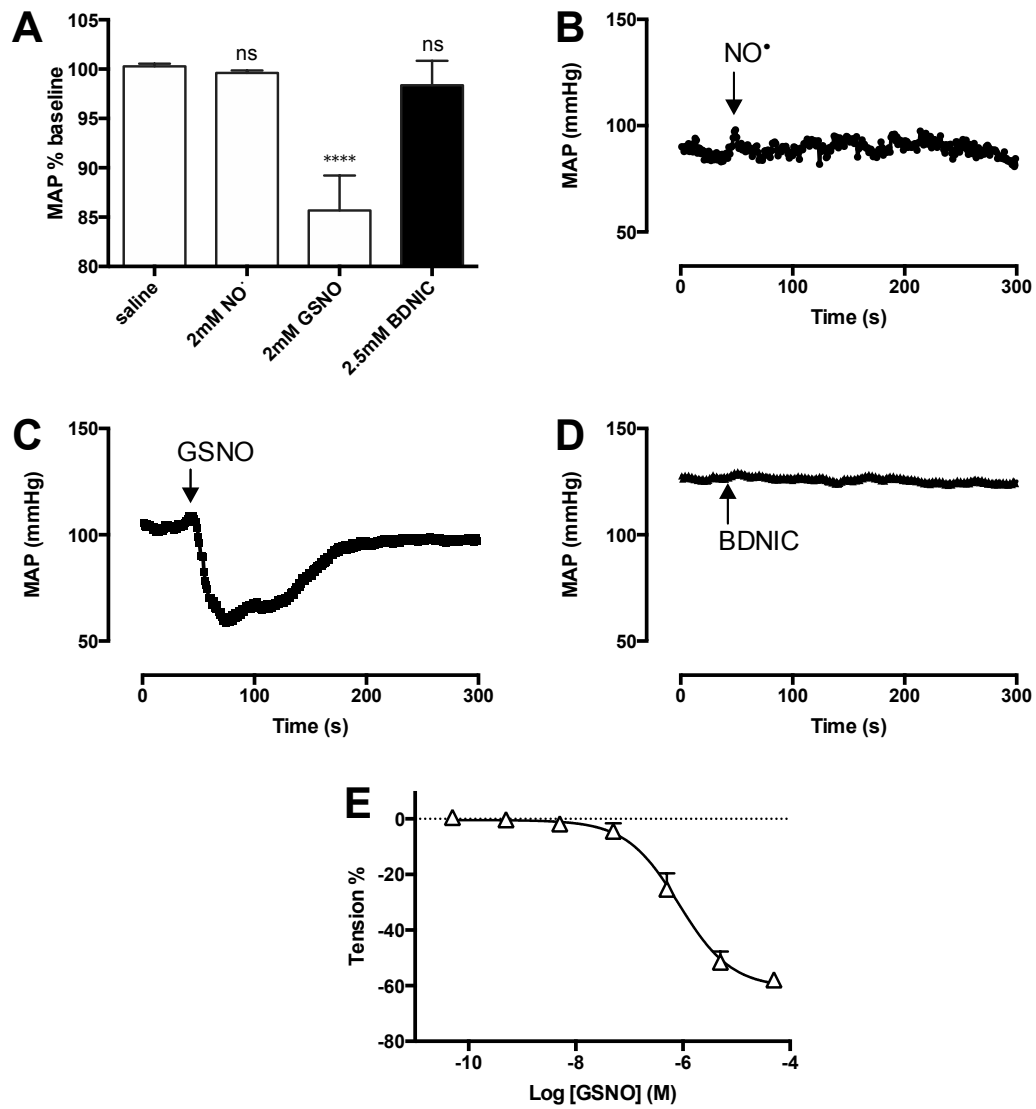 A
MAP % baseline
105
100
95
90
85
80
ns
****
ns
saline
2mM NO˙
2mM GSNO
2.5mM BDNIC
B
MAP (mmHg)
150
100
50
NO•
0 100 200 300
Time (s)
C
MAP (mmHg)
150
100
50
GSNO
0 100 200 300
Time (s)
D
MAP (mmHg)
150
100
50
BDNIC
0 100 200 300
Time (s)
E
Tension %
0
-20
-40
-60
-80
-10 -8 -6 -4
Log [GSNO] (M)